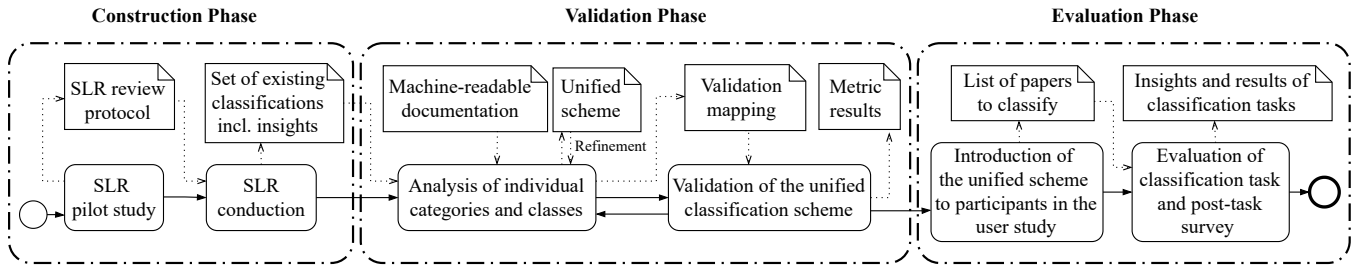 Construction Phase
Validation Phase
Evaluation Phase
SLR review
protocol
Set of existing
classifications
incl. insights
Machine-readable
documentation
Unified
scheme
Validation
mapping
Metric
results
List of papers
to classify
Insights and results of
classification tasks
Refinement
SLR
pilot study
SLR
conduction
Analysis of individual
categories and classes
Validation of the unified
classification scheme
Introduction of
the unified scheme
to participants in the
user study
Evaluation of
classification task
and post-task
survey